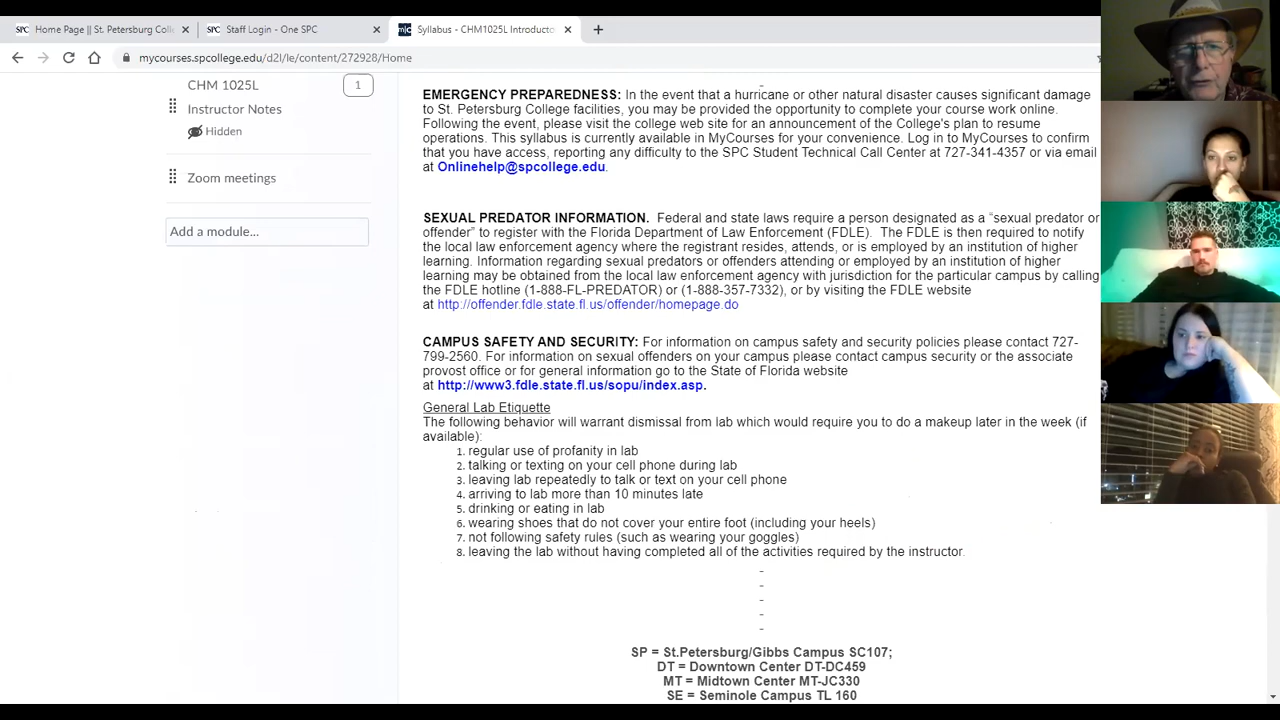 Home Page || St. Petersburg Coll
Staff Login - One SPC
Syllabus - CHM1025L Introducto
mycourses.spcollege.edu/d2l/le/content/272928/Home
CHM 1025L
1
Instructor Notes
Hidden
Zoom meetings
Add a module...
EMERGENCY PREPAREDNESS: In the event that a hurricane or other natural disaster causes significant damage
to St. Petersburg College facilities, you may be provided the opportunity to complete your course work online.
Following the event, please visit the college web site for an announcement of the College's plan to resume
operations. This syllabus is currently available in MyCourses for your convenience. Log in to MyCourses to confirm
that you have access, reporting any difficulty to the SPC Student Technical Call Center at 727-341-4357 or via email
at Onlinehelp@spcollege.edu.
SEXUAL PREDATOR INFORMATION. Federal and state laws require a person designated as a “sexual predator or
offender” to register with the Florida Department of Law Enforcement (FDLE). The FDLE is then required to notify
the local law enforcement agency where the registrant resides, attends, or is employed by an institution of higher
learning. Information regarding sexual predators or offenders attending or employed by an institution of higher
learning may be obtained from the local law enforcement agency with jurisdiction for the particular campus by calling
the FDLE hotline (1-888-FL-PREDATOR) or (1-888-357-7332), or by visiting the FDLE website
at http://offender.fdle.state.fl.us/offender/homepage.do
CAMPUS SAFETY AND SECURITY: For information on campus safety and security policies please contact 727-
799-2560. For information on sexual offenders on your campus please contact campus security or the associate
provost office or for general information go to the State of Florida website
at http://www3.fdle.state.fl.us/sopu/index.asp.
General Lab Etiquette
The following behavior will warrant dismissal from lab which would require you to do a makeup later in the week (if
available):
1. regular use of profanity in lab
2. talking or texting on your cell phone during lab
3. leaving lab repeatedly to talk or text on your cell phone
4. arriving to lab more than 10 minutes late
5. drinking or eating in lab
6. wearing shoes that do not cover your entire foot (including your heels)
7. not following safety rules (such as wearing your goggles)
8. leaving the lab without having completed all of the activities required by the instructor.
SP = St.Petersburg/Gibbs Campus SC107;
DT = Downtown Center DT-DC459
MT = Midtown Center MT-JC330
SE = Seminole Campus TL 160